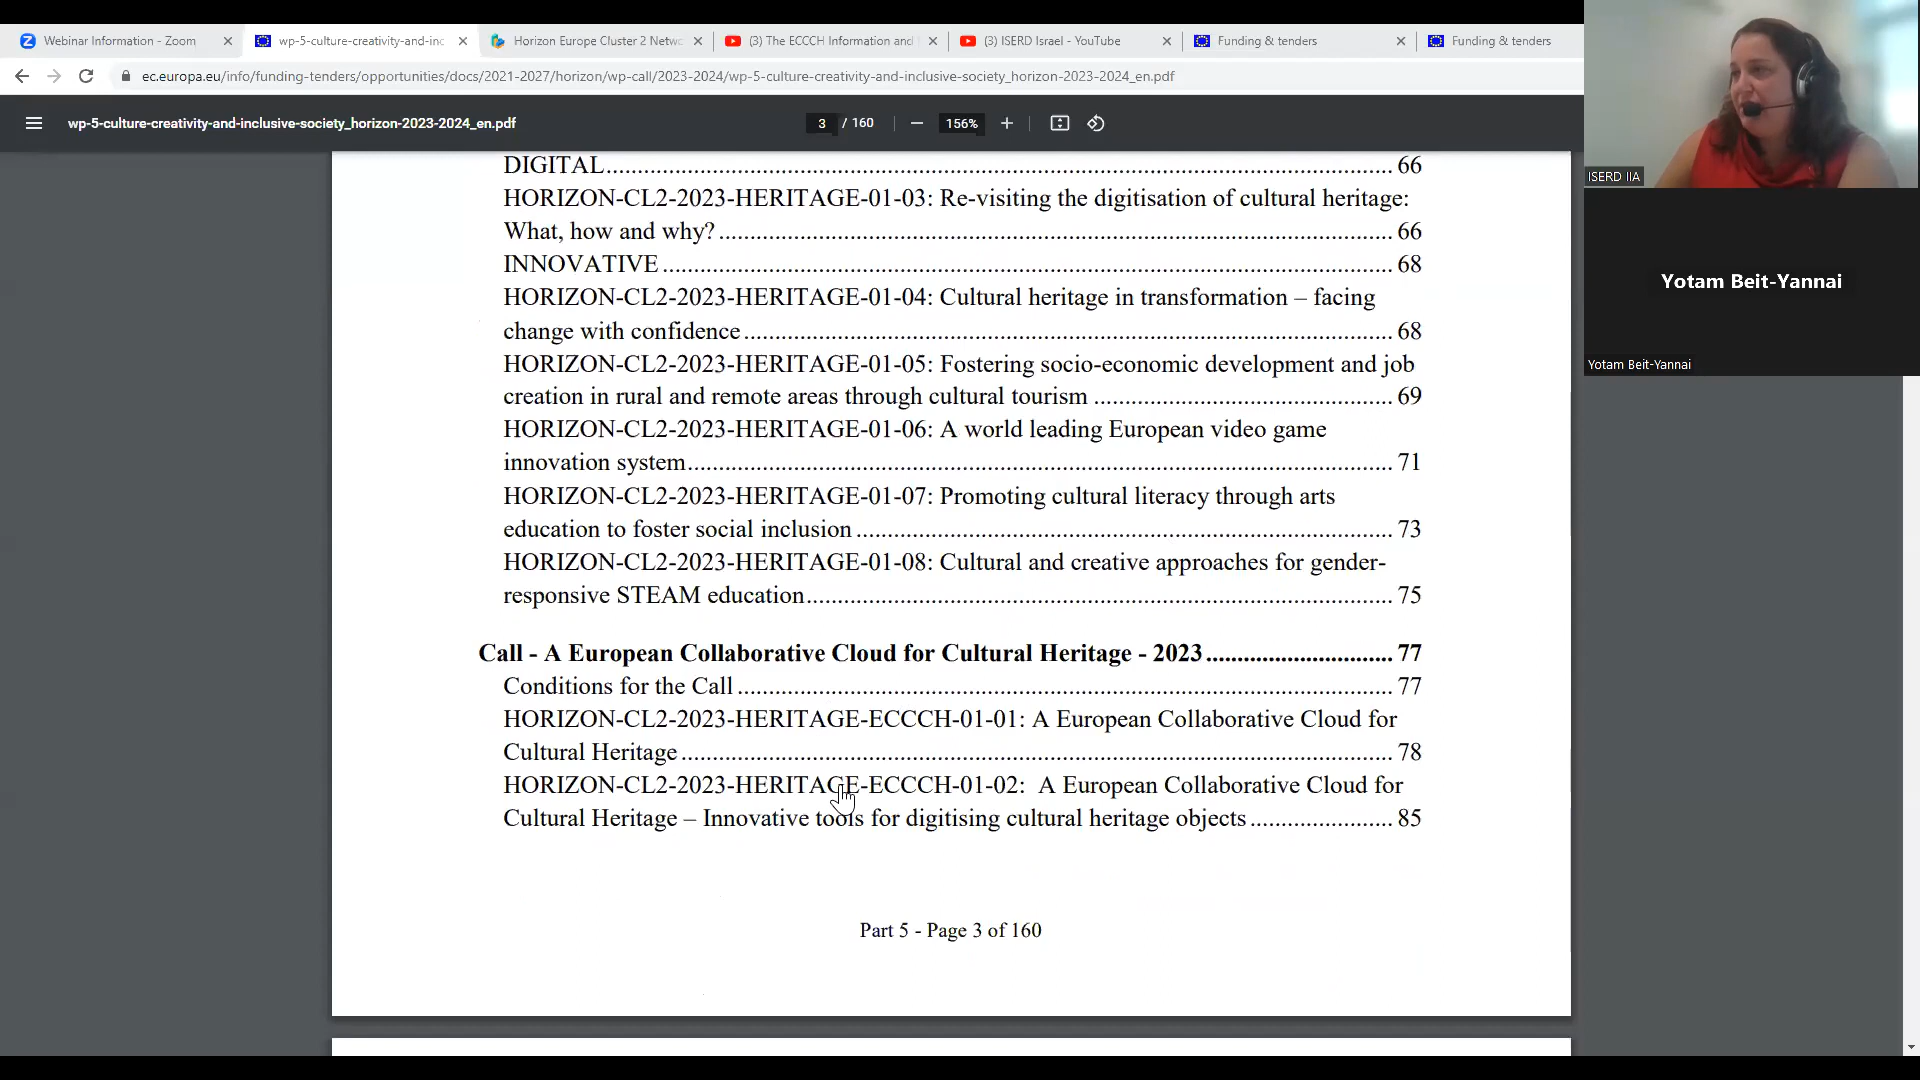 Webinar Information - Zoom
wp-5-culture-creativity-and-inc
Horizon Europe Cluster 2 Netwo
(3) The ECCCH Information and
(3) ISERD Israel - YouTube
Funding & tenders
Funding & tenders
ec.europa.eu/info/funding-tenders/opportunities/docs/2021-2027/horizon/wp-call/2023-2024/wp-5-culture-creativity-and-inclusive-society_horizon-2023-2024_en.pdf
wp-5-culture-creativity-and-inclusive-society_horizon-2023-2024_en.pdf
3 / 160
156%
DIGITAL 66
HORIZON-CL2-2023-HERITAGE-01-03: Re-visiting the digitisation of cultural heritage:
What, how and why? 66
INNOVATIVE 68
HORIZON-CL2-2023-HERITAGE-01-04: Cultural heritage in transformation – facing
change with confidence 68
HORIZON-CL2-2023-HERITAGE-01-05: Fostering socio-economic development and job
creation in rural and remote areas through cultural tourism 69
HORIZON-CL2-2023-HERITAGE-01-06: A world leading European video game
innovation system 71
HORIZON-CL2-2023-HERITAGE-01-07: Promoting cultural literacy through arts
education to foster social inclusion 73
HORIZON-CL2-2023-HERITAGE-01-08: Cultural and creative approaches for gender-
responsive STEAM education 75
Call - A European Collaborative Cloud for Cultural Heritage - 2023 77
Conditions for the Call 77
HORIZON-CL2-2023-HERITAGE-ECCCH-01-01: A European Collaborative Cloud for
Cultural Heritage 78
HORIZON-CL2-2023-HERITAGE-ECCCH-01-02: A European Collaborative Cloud for
Cultural Heritage – Innovative tools for digitising cultural heritage objects 85
Part 5 - Page 3 of 160
ISERD IIA
Yotam Beit-Yannai
Yotam Beit-Yannai